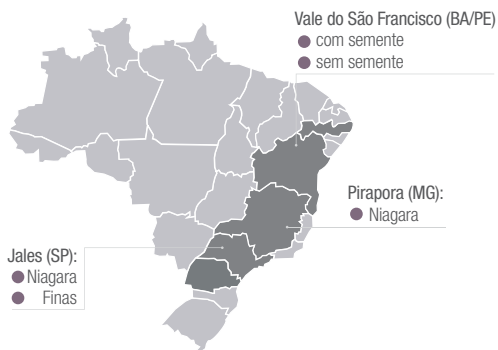 Vale do São Francisco (BA/PE)
com semente
sem semente
Pirapora (MG):
Niagara
Jales (SP):
Niagara
Finas